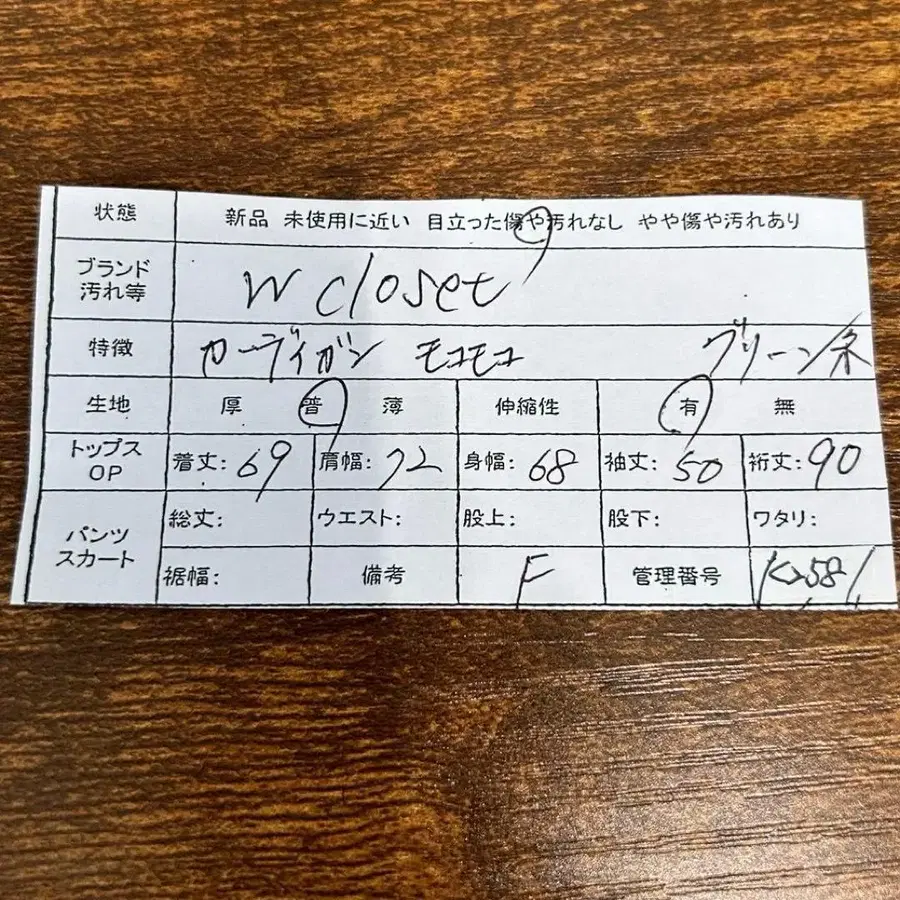 状態 新品 未使用に近い 目立った傷や汚れなし やや傷や汚れあり
ブランド
汚れ等
w closet
特徴 カーディガン モコモコ グリーン系
生地 厚 普 薄 伸縮性 有 無
トップス
OP
着丈: 69 肩幅: 72 身幅: 68 袖丈: 50 裄丈: 90
パンツ
スカート
総丈: ウエスト: 股上: 股下: ワタリ:
裾幅: 備考 F 管理番号